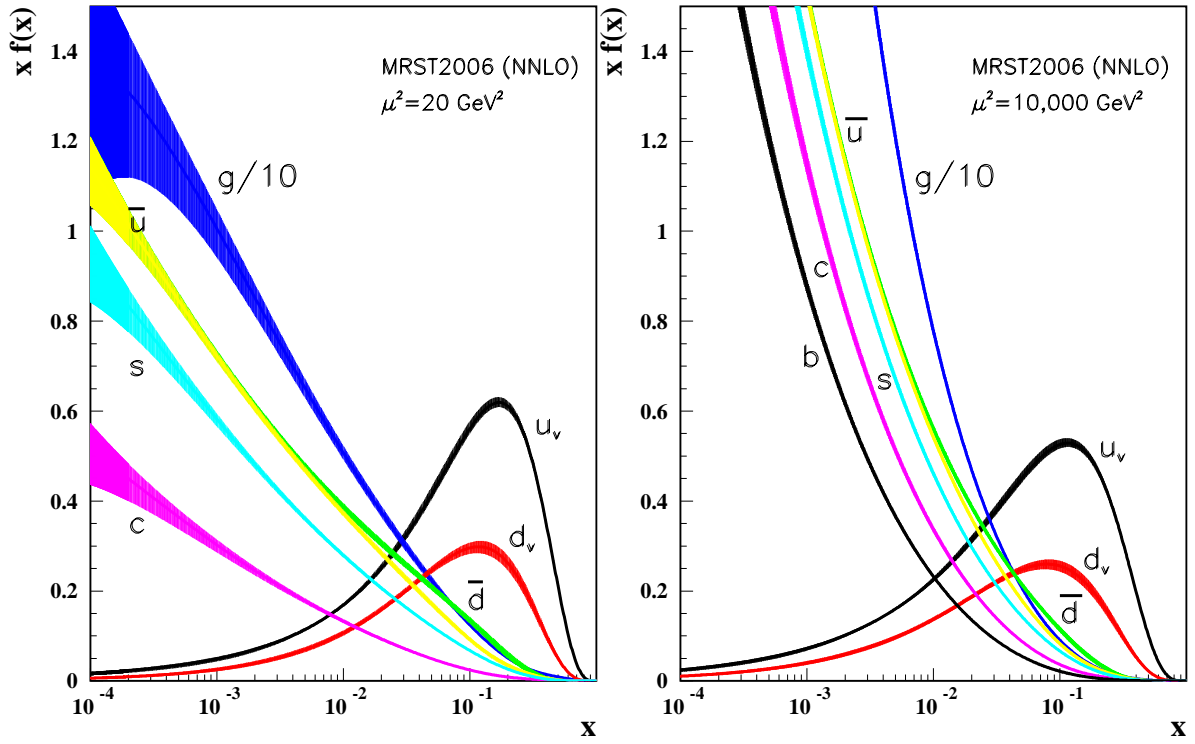 x f(x)
1.4
1.2
1
0.8
0.6
0.4
0.2
0
MRST2006 (NNLO)
μ²=20 GeV²
g/10
u̅
s
c
u_v
d_v
d̅
10⁻⁴
10⁻³
10⁻²
10⁻¹
x
x f(x)
1.4
1.2
1
0.8
0.6
0.4
0.2
0
MRST2006 (NNLO)
μ²=10,000 GeV²
u̅
g/10
c
b
s
u_v
d_v
d̅
10⁻⁴
10⁻³
10⁻²
10⁻¹
x